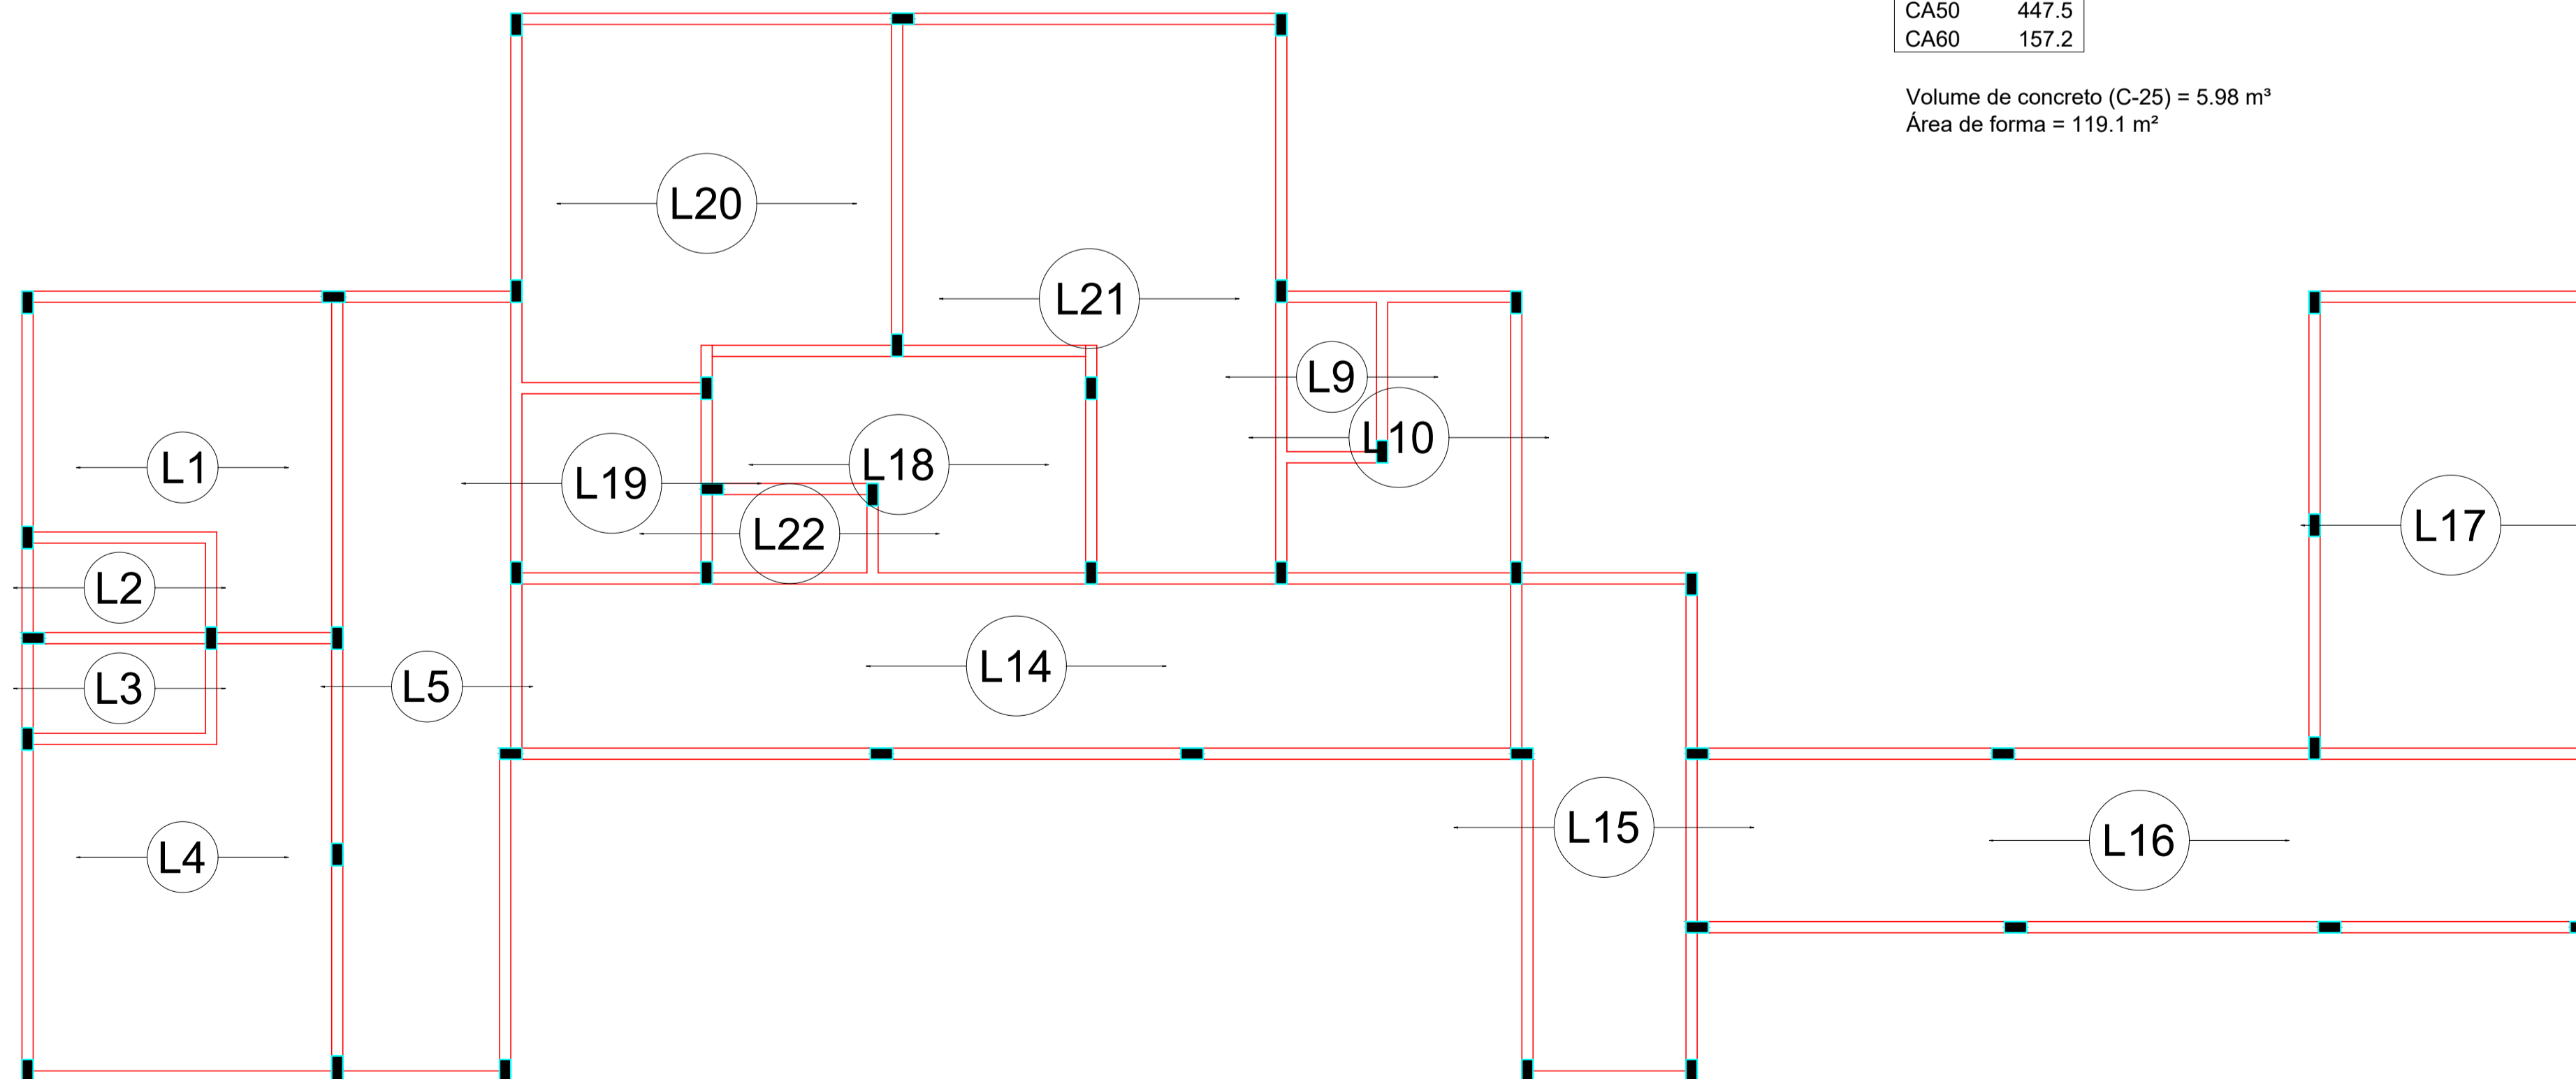 CA50 447.5
CA60 157.2
Volume de concreto (C-25) = 5.98 m³
Área de forma = 119.1 m²
L20
L21
L9
L10
L1
L19
L18
L22
L17
L2
L3
L5
L14
L4
L15
L16